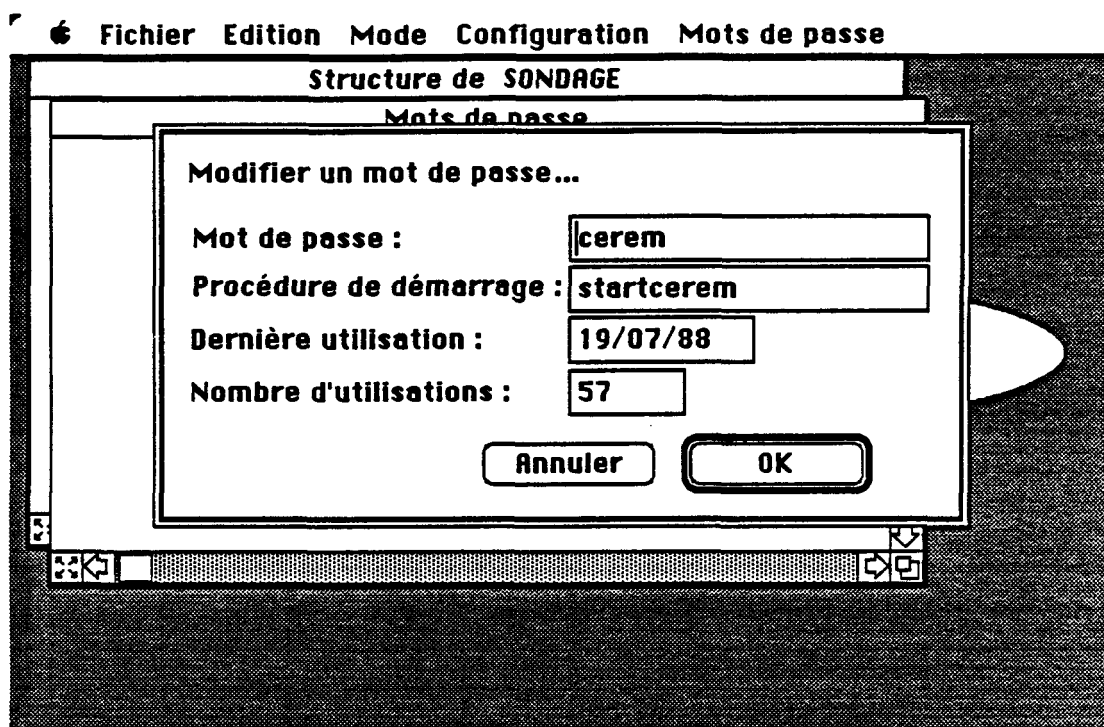 Fichier Edition Mode Configuration Mots de passe
Structure de SONDAGE
Mots de passe
Modifier un mot de passe...
Mot de passe : cerem
Procédure de démarrage : startcerem
Dernière utilisation : 19/07/88
Nombre d'utilisations : 57
Annuler OK